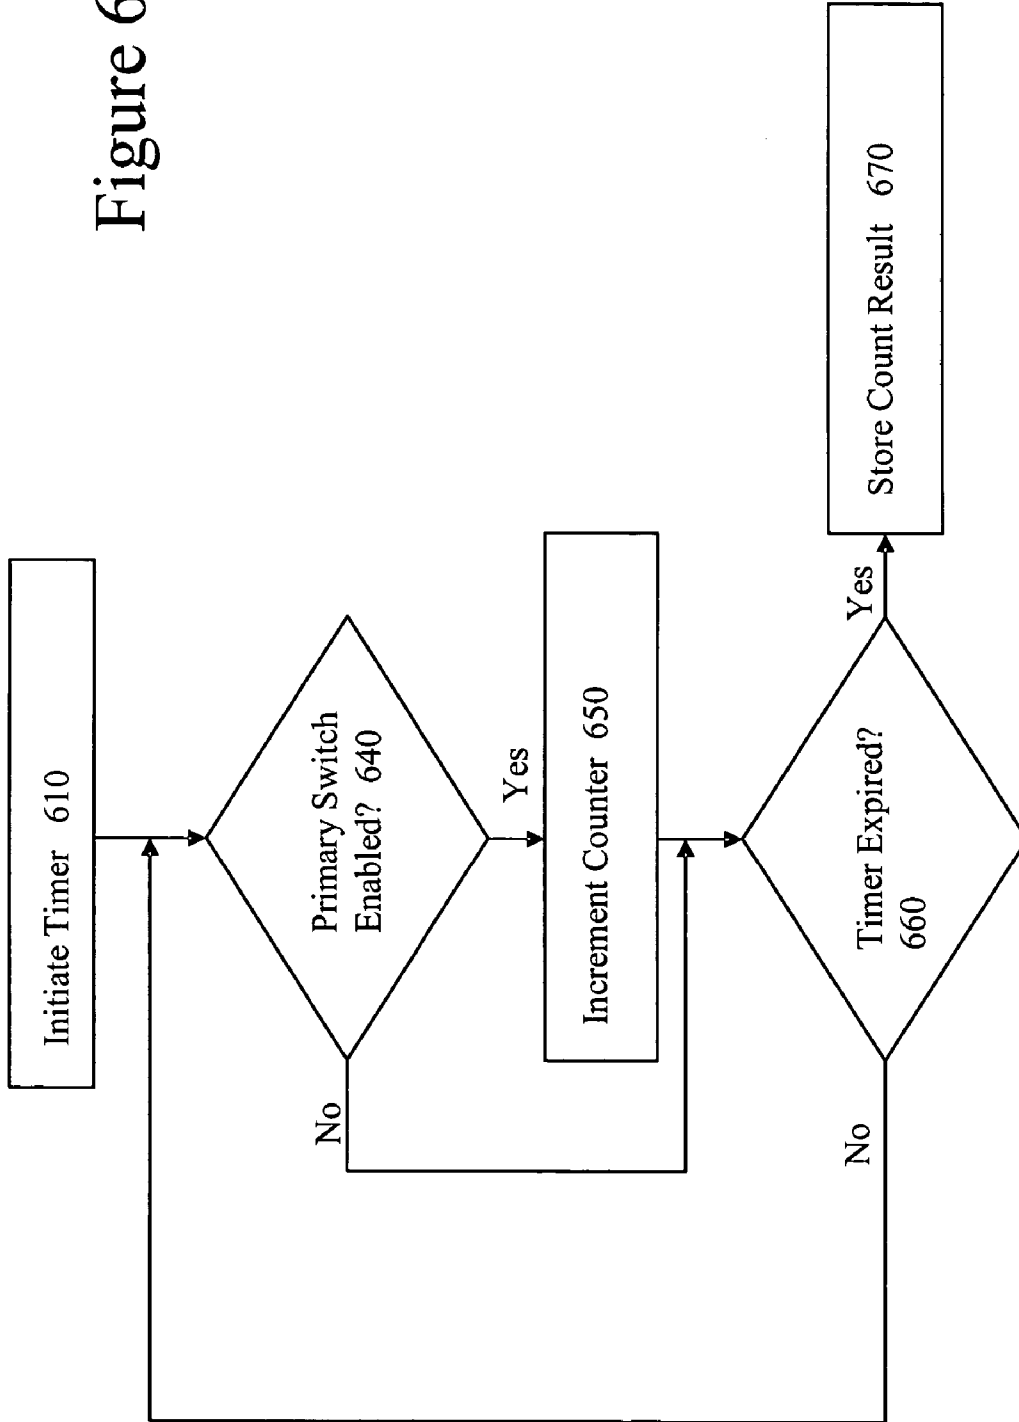 Figure 6
Initiate Timer 610
Primary Switch
Enabled? 640
No
Yes
Increment Counter 650
Timer Expired?
660
No
Yes
Store Count Result 670